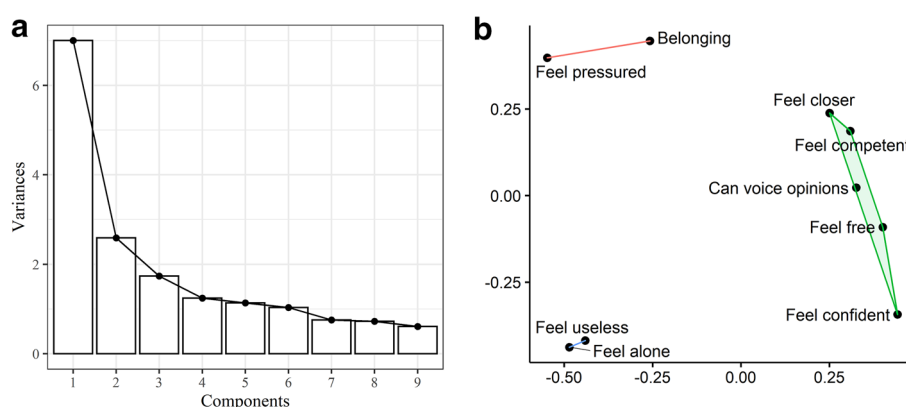 a
Variances
6
4
2
0
1 2 3 4 5 6 7 8 9
Components
b
Belonging
Feel pressured
Feel closer
Feel competent
Can voice opinions
Feel free
Feel confident
Feel useless
Feel alone
0.25
0.00
-0.25
-0.50 -0.25 0.00 0.25